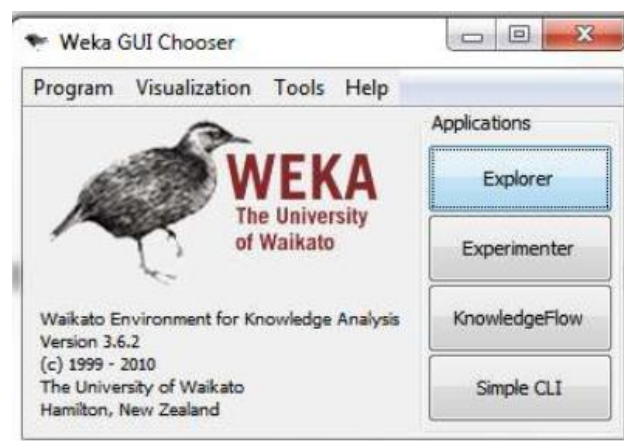 Weka GUI Chooser
Program Visualization Tools Help
WEKA
The University
of Waikato
Waikato Environment for Knowledge Analysis
Version 3.6.2
(c) 1999 - 2010
The University of Waikato
Hamilton, New Zealand
Applications
Explorer
Experimenter
KnowledgeFlow
Simple CLI